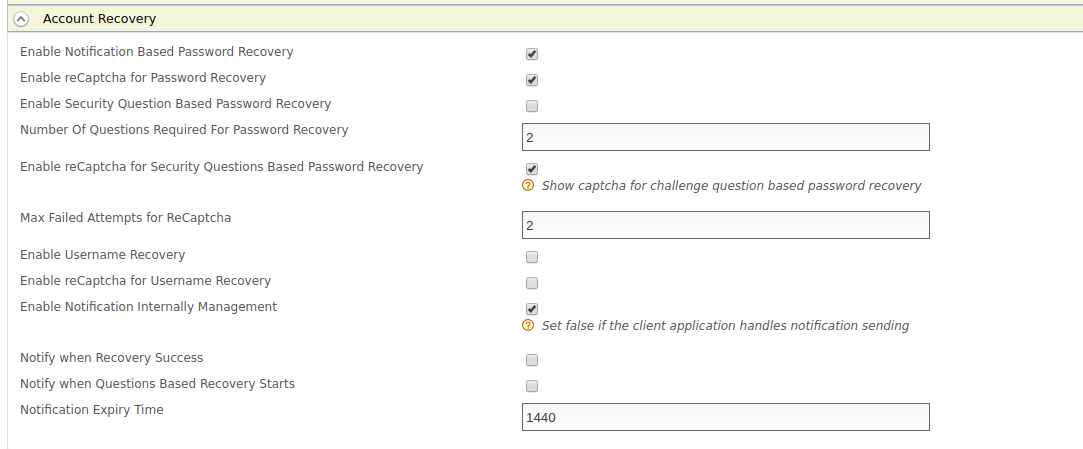 Account Recovery
Enable Notification Based Password Recovery
Enable reCaptcha for Password Recovery
Enable Security Question Based Password Recovery
Number Of Questions Required For Password Recovery
2
Enable reCaptcha for Security Questions Based Password Recovery
Show captcha for challenge question based password recovery
Max Failed Attempts for ReCaptcha
2
Enable Username Recovery
Enable reCaptcha for Username Recovery
Enable Notification Internally Management
Set false if the client application handles notification sending
Notify when Recovery Success
Notify when Questions Based Recovery Starts
Notification Expiry Time
1440